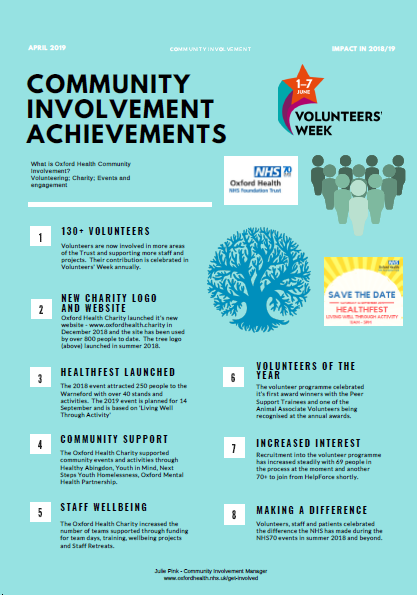 APRIL 2019
COMMUNITY INVOLVEMENT
IMPACT IN 2018/19
COMMUNITY
INVOLVEMENT
ACHIEVEMENTS
1-7
JUNE
VOLUNTEERS'
WEEK
What is Oxford Health Community
Involvement?
Volunteering; Charity; Events and
engagement
NHS 70
Oxford Health
NHS Foundation Trust
1
130+ VOLUNTEERS
Volunteers are now involved in more areas
of the Trust and supporting more staff and
projects. Their contribution is celebrated in
Volunteers' Week annually.
2
NEW CHARITY LOGO
AND WEBSITE
Oxford Health Charity launched it's new
website - www.oxfordhealth.charity in
December 2018 and the site has been used
by over 800 people to date. The tree logo
(above) launched in summer 2018.
NHS
SAVE THE DATE
HEALTHFEST
LIVING WELL THROUGH ACTIVITY
3
HEALTHFEST LAUNCHED
The 2018 event attracted 250 people to the
Warneford with over 40 stands and
activities. The 2019 event is planned for 14
September and is based on 'Living Well
Through Activity'
4
COMMUNITY SUPPORT
The Oxford Health Charity supported
community events and activities through
Healthy Abingdon, Youth in Mind, Next
Steps Youth Homelessness, Oxford Mental
Health Partnership.
5
STAFF WELLBEING
The Oxford Health Charity increased the
number of teams supported through funding
for team days, training, wellbeing projects
and Staff Retreats.
6
VOLUNTEERS OF THE
YEAR
The volunteer programme celebrated
it's first award winners with the Peer
Support Trainees and one of the
Animal Associate Volunteers being
recognised at the annual awards.
7
INCREASED INTEREST
Recruitment into the volunteer programme
has increased steadily with 69 people in
the process at the moment and another
70+ to join from HelpForce shortly.
8
MAKING A DIFFERENCE
Volunteers, staff and patients celebrated
the difference the NHS has made during the
NHS70 events in summer 2018 and beyond.
Julie Pink - Community Involvement Manager
www.oxfordhealth.nhs.uk/get-involved